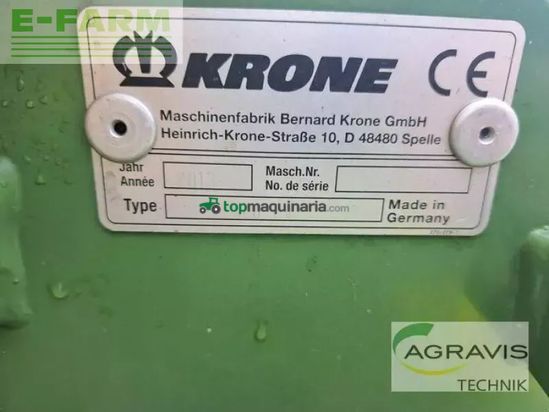 E-FARM
KRONE CE
Maschinenfabrik Bernard Krone GmbH
Heinrich-Krone-Straße 10, D 48480 Spelle
Jahr
Année
Masch.Nr.
No. de série
Type
topmaquinaria.com
Made in
Germany
AGRAVIS
TECHNIK